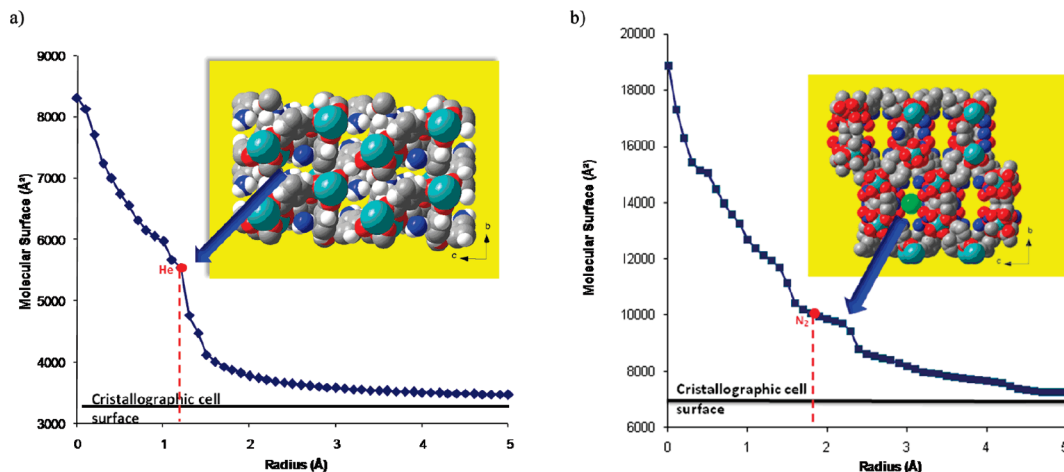 a)
Molecular Surface (Å²)
9000
8000
7000
6000
5000
4000
3000
He
Cristallographic cell
surface
b
c
0 1 2 3 4 5
Radius (Å)
b)
Molecular Surface (Å²)
20000
18000
16000
14000
12000
10000
8000
6000
N₂
Cristallographic cell
surface
b
c
0 1 2 3 4 5
Radius (Å)